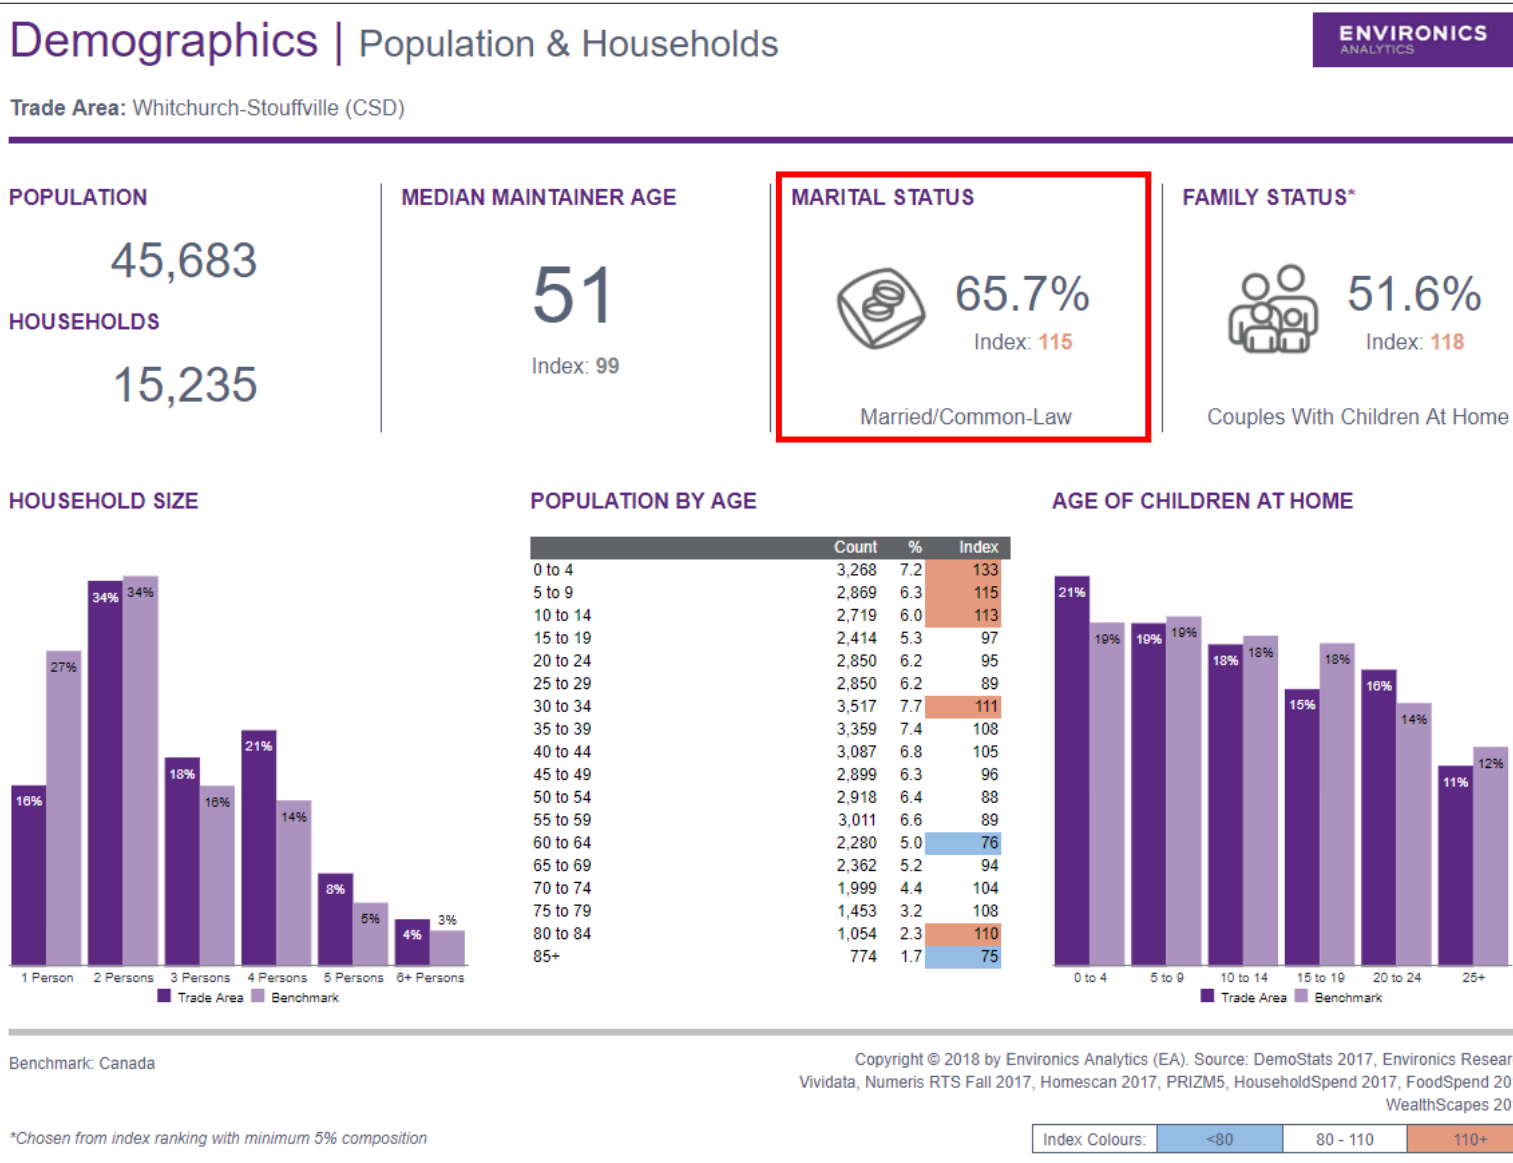 Demographics | Population & Households
ENVIRONICS
ANALYTICS
Trade Area: Whitchurch-Stouffville (CSD)
POPULATION
45,683
HOUSEHOLDS
15,235
MEDIAN MAINTAINER AGE
51
Index: 99
MARITAL STATUS
65.7%
Index: 115
Married/Common-Law
FAMILY STATUS*
51.6%
Index: 118
Couples With Children At Home
HOUSEHOLD SIZE
16% 27% 34% 34% 18% 16% 21% 14% 8% 5% 4% 3%
1 Person 2 Persons 3 Persons 4 Persons 5 Persons 6+ Persons
Trade Area Benchmark
POPULATION BY AGE
Count % Index
0 to 4 3,268 7.2 133
5 to 9 2,869 6.3 115
10 to 14 2,719 6.0 113
15 to 19 2,414 5.3 97
20 to 24 2,850 6.2 95
25 to 29 2,850 6.2 89
30 to 34 3,517 7.7 111
35 to 39 3,359 7.4 108
40 to 44 3,087 6.8 105
45 to 49 2,899 6.3 96
50 to 54 2,918 6.4 88
55 to 59 3,011 6.6 89
60 to 64 2,280 5.0 76
65 to 69 2,362 5.2 94
70 to 74 1,999 4.4 104
75 to 79 1,453 3.2 108
80 to 84 1,054 2.3 110
85+ 774 1.7 75
AGE OF CHILDREN AT HOME
21% 19% 19% 19% 18% 18% 15% 18% 16% 14% 11% 12%
0 to 4 5 to 9 10 to 14 15 to 19 20 to 24 25+
Trade Area Benchmark
Benchmark: Canada
Copyright © 2018 by Environics Analytics (EA). Source: DemoStats 2017, Environics Resear
Vividata, Numeris RTS Fall 2017, Homescan 2017, PRIZM5, HouseholdSpend 2017, FoodSpend 20
WealthScapes 20
*Chosen from index ranking with minimum 5% composition
Index Colours: <80 80 - 110 110+